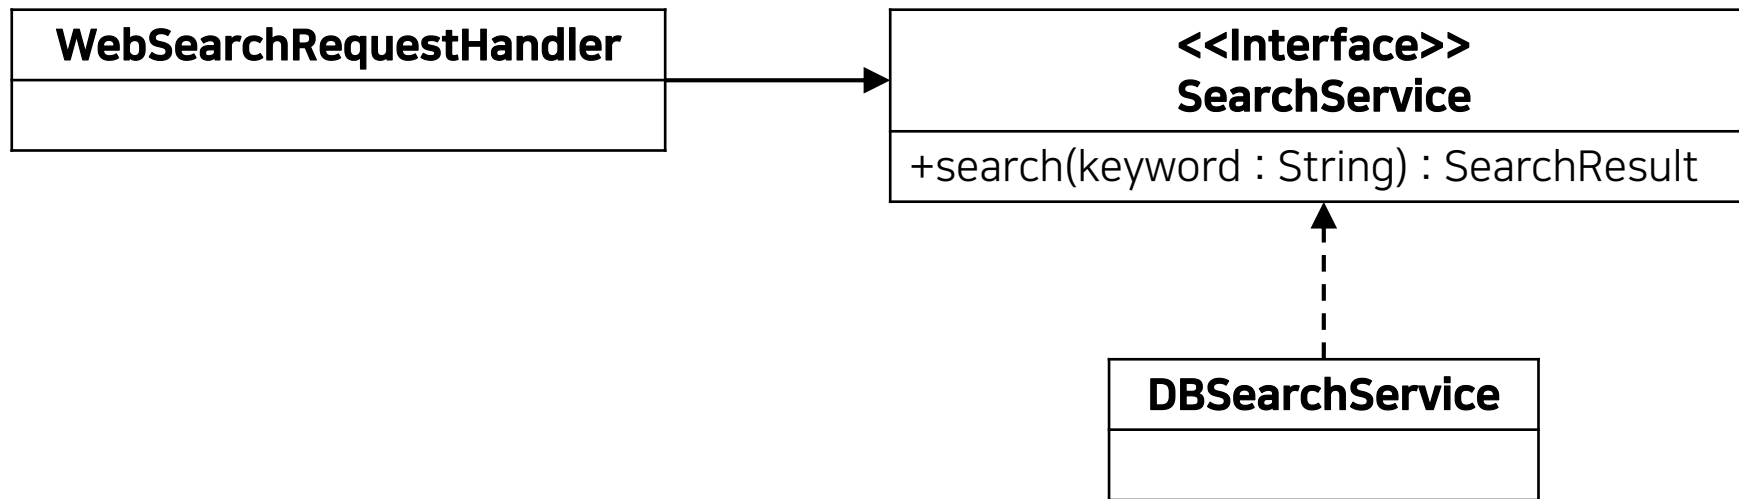 WebSearchRequestHandler
<<Interface>>
SearchService
+search(keyword : String) : SearchResult
DBSearchService